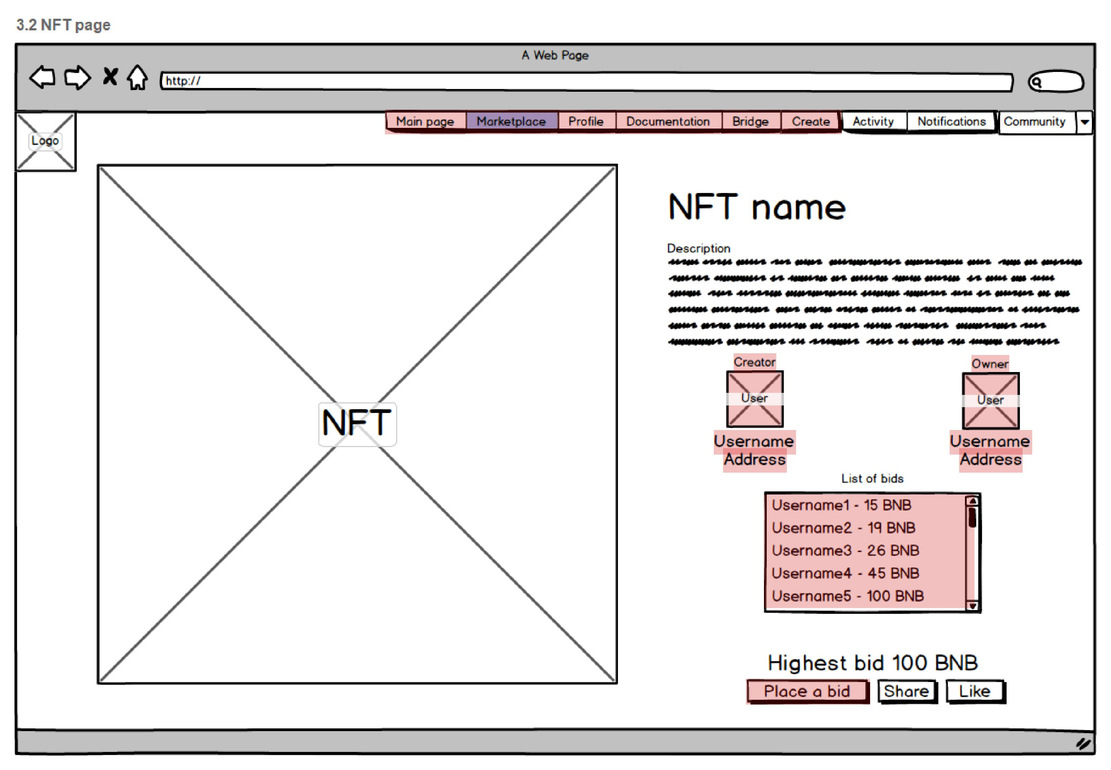 3.2 NFT page
A Web Page
http://
Logo
Main page Marketplace Profile Documentation Bridge Create Activity Notifications Community
NFT name
Description
NFT
Creator Owner
User User
Username Username
Address Address
List of bids
Username1 - 15 BNB
Username2 - 19 BNB
Username3 - 26 BNB
Username4 - 45 BNB
Username5 - 100 BNB
Highest bid 100 BNB
Place a bid Share Like